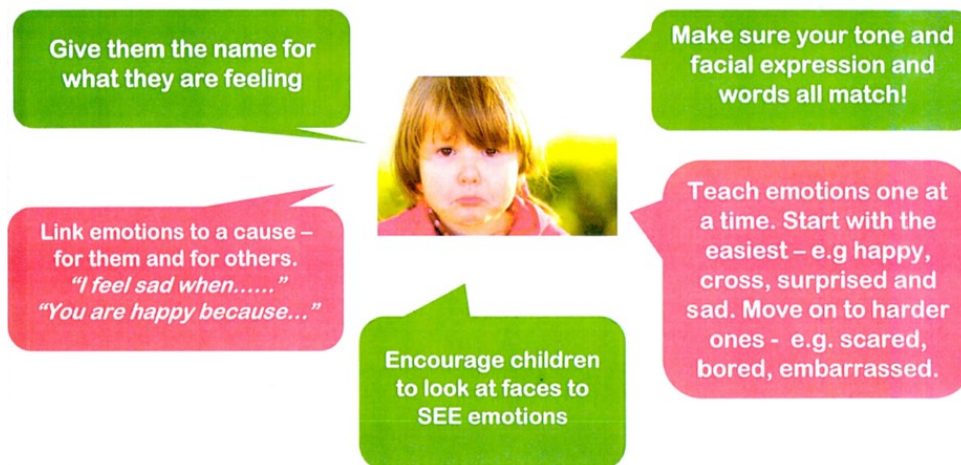 Give them the name for
what they are feeling
Make sure your tone and
facial expression and
words all match!
Link emotions to a cause –
for them and for others.
“I feel sad when......”
“You are happy because...”
Teach emotions one at
a time. Start with the
easiest – e.g happy,
cross, surprised and
sad. Move on to harder
ones - e.g. scared,
bored, embarrassed.
Encourage children
to look at faces to
SEE emotions